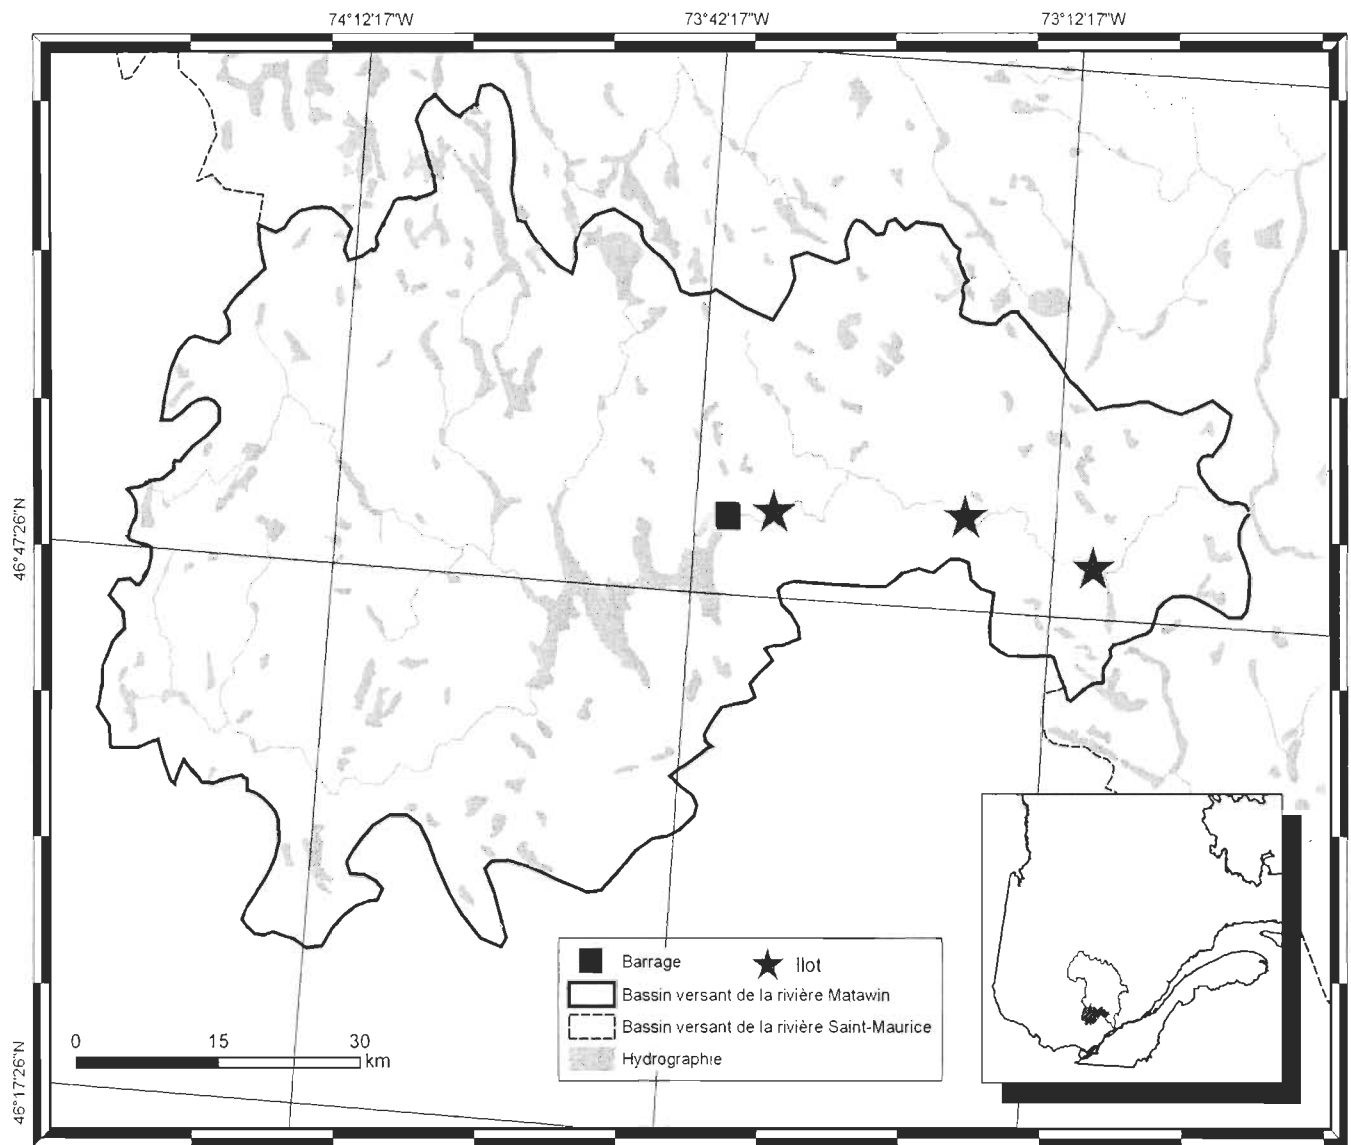 74°12'17"W 73°42'17"W 73°12'17"W
46°47'26"N
46°17'26"N
Barrage Ilot
Bassin versant de la rivière Matawin
Bassin versant de la rivière Saint-Maurice
Hydrographie
0 15 30
km